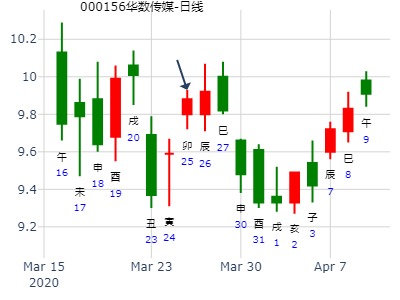 000156华数传媒-日线
10.2
10
9.8
9.6
9.4
9.2
午
16
未
17
申
18
酉
19
戌
20
丑
23
寅
24
卯
25
辰
26
巳
27
申
30
酉
31
戌
1
亥
2
子
3
辰
7
巳
8
午
9
Mar 15
2020
Mar 23
Mar 30
Apr 7